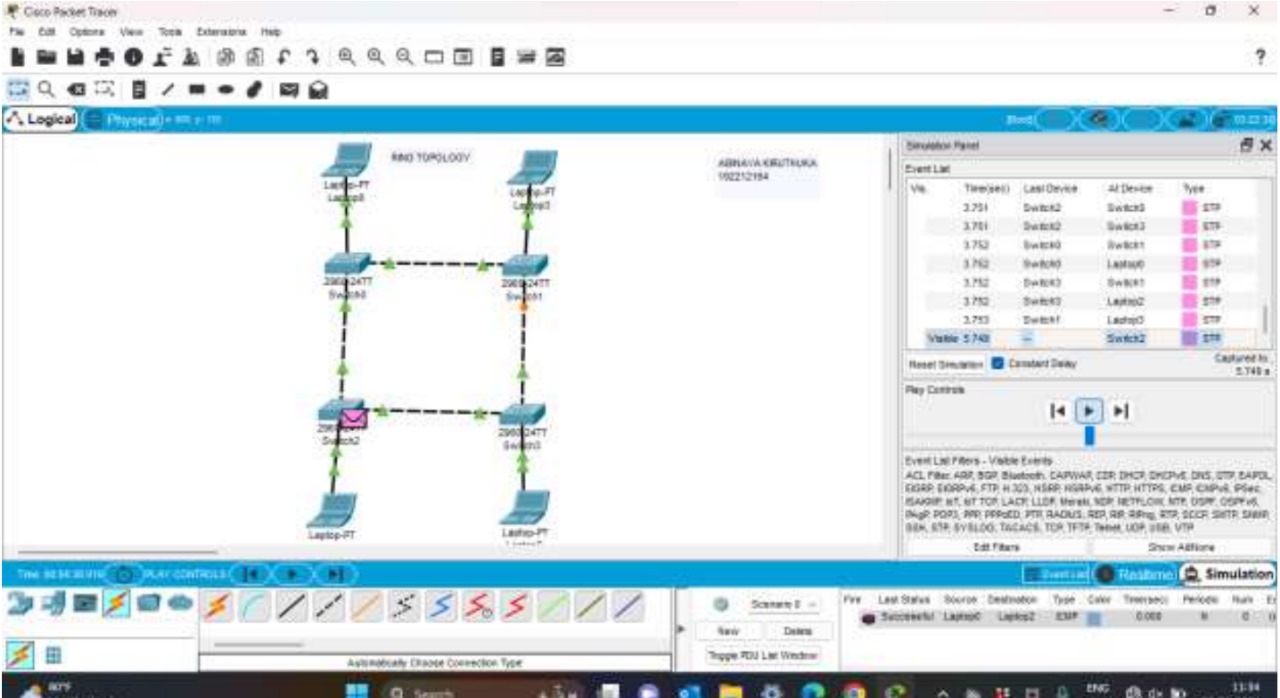 Cisco Packet Tracer
File Edit Options View Tools Extensions Help
?
Logical Physical
03:22:30
RING TOPOLOGY
ABINAYA KIRUTHIKA
192212184
Laptop-PT
Laptop0
Laptop-PT
Laptop3
2960-24TT
Switch0
2960-24TT
Switch1
2960-24TT
Switch2
2960-24TT
Switch3
Laptop-PT
Laptop-PT
Simulation Panel
Event List
Vis. Time(sec) Last Device At Device Type
3.751 Switch2 Switch0 STP
3.751 Switch2 Switch3 STP
3.752 Switch0 Switch1 STP
3.752 Switch0 Laptop0 STP
3.752 Switch3 Switch1 STP
3.752 Switch3 Laptop2 STP
3.753 Switch1 Laptop3 STP
Visible 5.748 -- Switch2 STP
Reset Simulation Constant Delay Captured to:
5.748 s
Play Controls
Event List Filters - Visible Events
ACL Filter, ARP, BGP, Bluetooth, CAPWAP, CDP, DHCP, DHCPv6, DNS, DTP, EAPOL,
EIGRP, EIGRPv6, FTP, H.323, HSRP, HSRPv6, HTTP, HTTPS, ICMP, ICMPv6, IPSec,
ISAKMP, IoT, IoT TCP, LACP, LLDP, Meraki, NDP, NETFLOW, NTP, OSPF, OSPFv6,
PAgP, POP3, PPP, PPPoED, PTP, RADIUS, REP, RIP, RIPng, RTP, SCCP, SMTP, SNMP,
SSH, STP, SYSLOG, TACACS, TCP, TFTP, Telnet, UDP, USB, VTP
Edit Filters Show All/None
PLAY CONTROLS: Event List Realtime Simulation
Automatically Choose Connection Type
Scenario 0
New Delete
Toggle PDU List Window
Fire Last Status Source Destination Type Color Time(sec) Periodic Num
Successful Laptop0 Laptop2 ICMP 0.000 N 0
80°F
Search
ENG
11:34